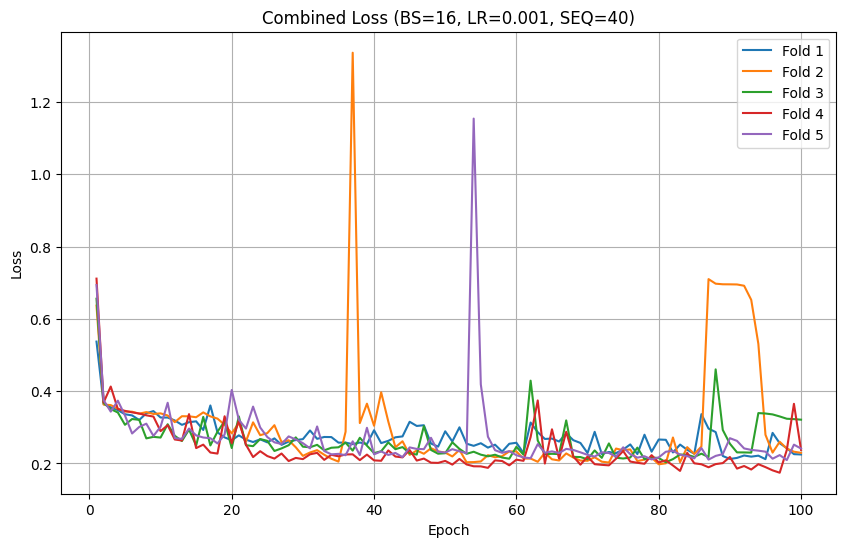 Combined Loss (BS=16, LR=0.001, SEQ=40)
Fold 1
Fold 2
Fold 3
Fold 4
Fold 5
Loss
1.2
1.0
0.8
0.6
0.4
0.2
0 20 40 60 80 100
Epoch